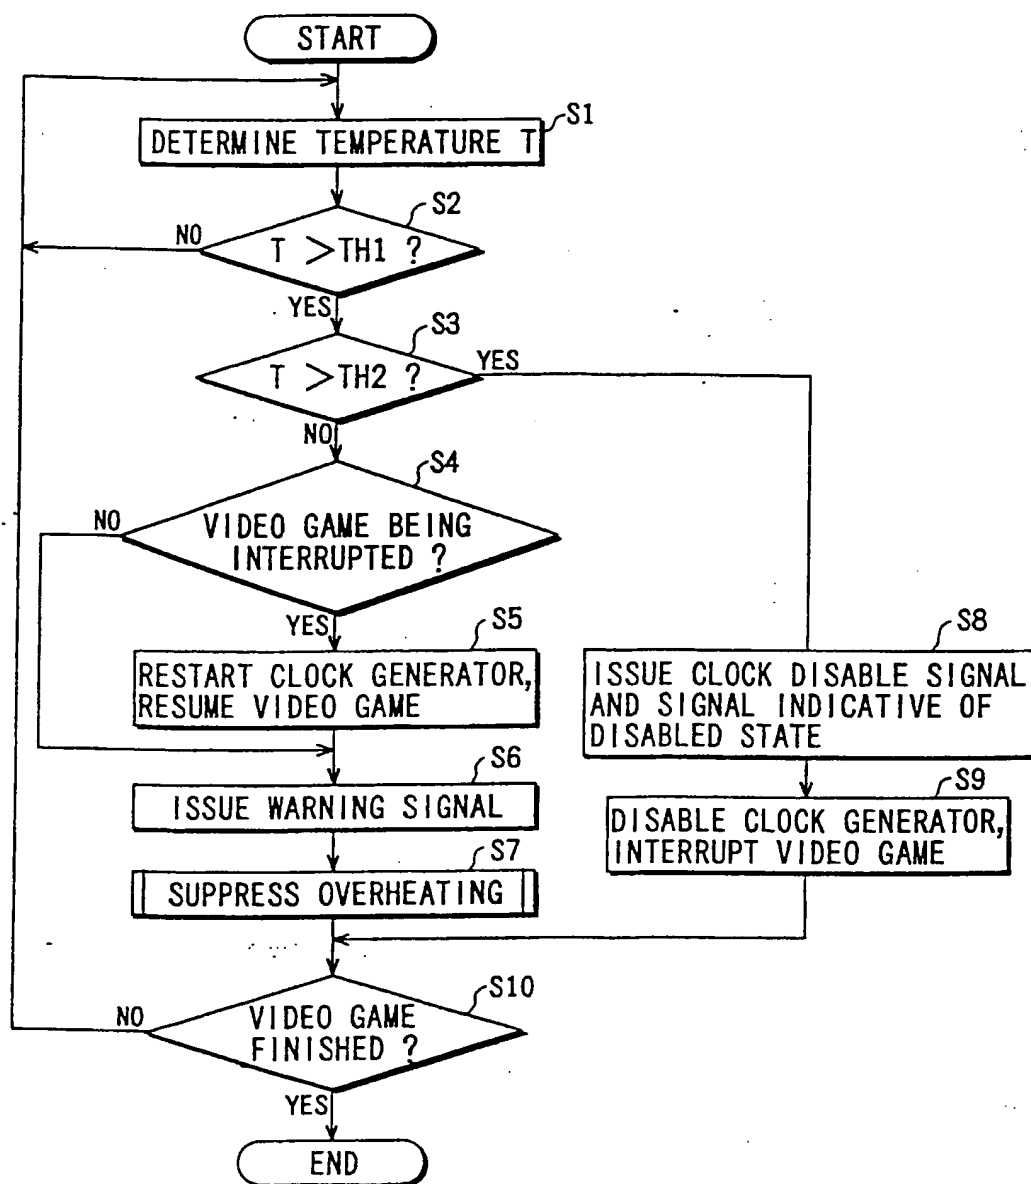 START
S1
DETERMINE TEMPERATURE T
S2
NO
T >TH1 ?
YES
S3
T >TH2 ?
YES
NO
S4
NO
VIDEO GAME BEING
INTERRUPTED ?
YES
S5
RESTART CLOCK GENERATOR,
RESUME VIDEO GAME
S8
ISSUE CLOCK DISABLE SIGNAL
AND SIGNAL INDICATIVE OF
DISABLED STATE
S6
ISSUE WARNING SIGNAL
S9
DISABLE CLOCK GENERATOR,
INTERRUPT VIDEO GAME
S7
SUPPRESS OVERHEATING
S10
NO
VIDEO GAME
FINISHED ?
YES
END